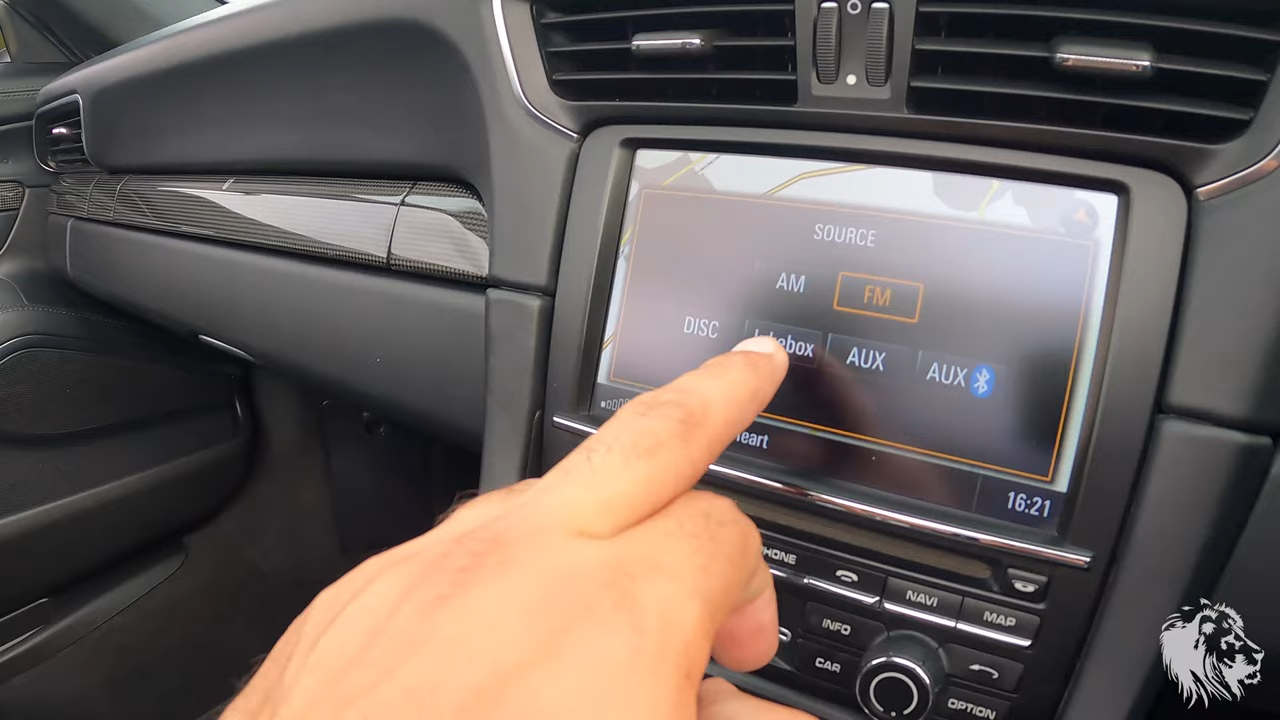 SOURCE
AM FM
DISC AUX AUX
16:21
NAVI
MAP
INFO
CAR
OPTION